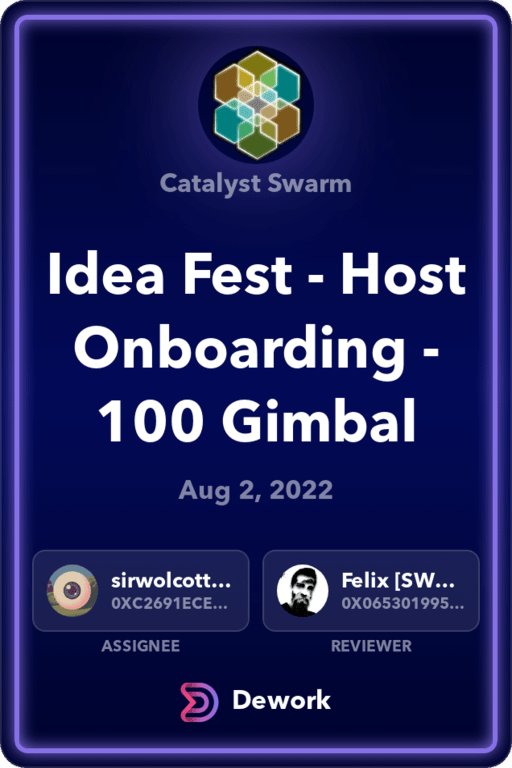 Catalyst Swarm
Idea Fest - Host
Onboarding -
100 Gimbal
Aug 2, 2022
sirwolcott...
0XC2691ECE...
ASSIGNEE
Felix [SW...
0X065301995...
REVIEWER
Dework